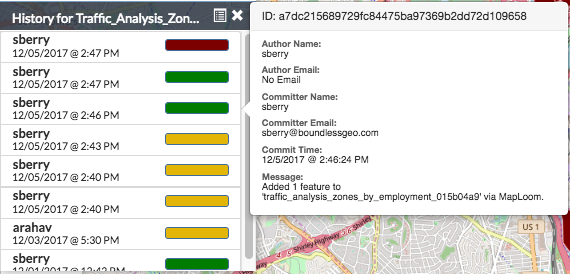 History for Traffic_Analysis_Zon...
sberry
12/05/2017 @ 2:47 PM
sberry
12/05/2017 @ 2:47 PM
sberry
12/05/2017 @ 2:46 PM
sberry
12/05/2017 @ 2:43 PM
sberry
12/05/2017 @ 2:40 PM
sberry
12/05/2017 @ 2:40 PM
arahav
12/03/2017 @ 5:30 PM
sberry
ID: a7dc215689729fc84475ba97369b2dd72d109658
Author Name:
sberry
Author Email:
No Email
Committer Name:
sberry
Committer Email:
sberry@boundlessgeo.com
Commit Time:
12/5/2017 @ 2:46:24 PM
Message:
Added 1 feature to
'traffic_analysis_zones_by_employment_015b04a9' via MapLoom.
US 1
Shirley Highway